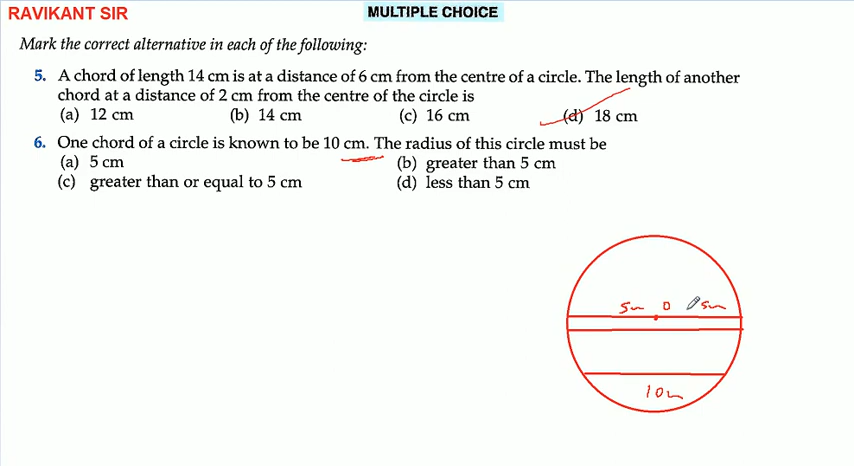 RAVIKANT SIR
MULTIPLE CHOICE
Mark the correct alternative in each of the following:
5. A chord of length 14 cm is at a distance of 6 cm from the centre of a circle. The length of another
chord at a distance of 2 cm from the centre of the circle is
(a) 12 cm (b) 14 cm (c) 16 cm (d) 18 cm
6. One chord of a circle is known to be 10 cm. The radius of this circle must be
(a) 5 cm (b) greater than 5 cm
(c) greater than or equal to 5 cm (d) less than 5 cm
5cm O 5cm
10cm